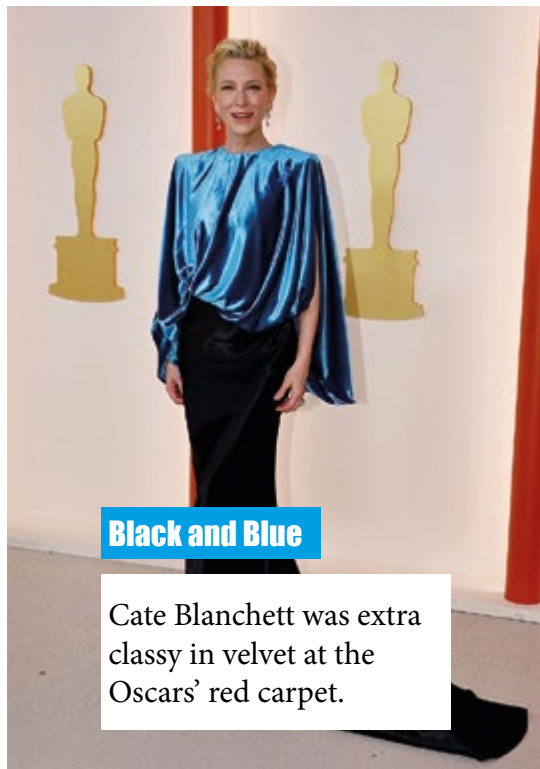 Black and Blue
Cate Blanchett was extra
classy in velvet at the
Oscars’ red carpet.